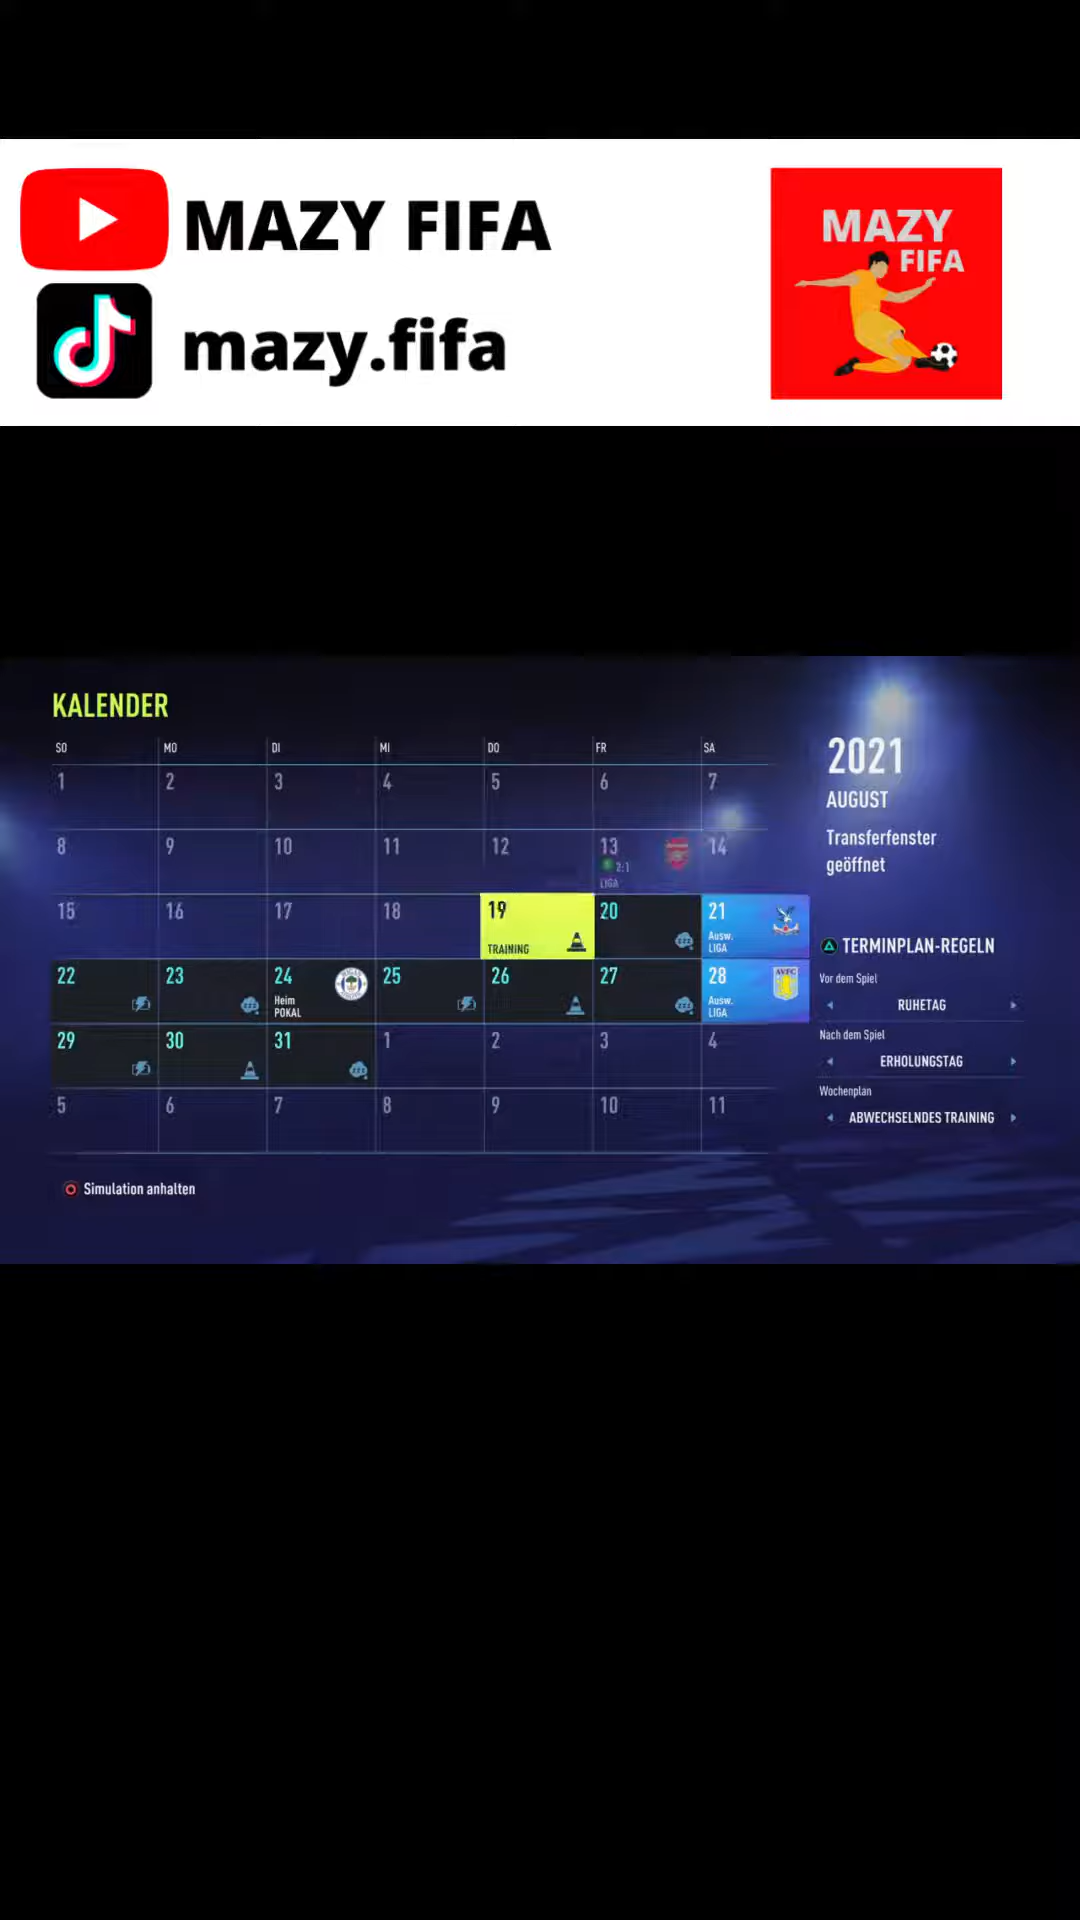 MAZY FIFA
mazy.fifa
MAZY
FIFA
KALENDER
SO MO DI MI DO FR SA
1 2 3 4 5 6 7
8 9 10 11 12 13 14
2:1
LIGA
15 16 17 18 19 20 21
TRAINING
Ausw.
LIGA
22 23 24 25 26 27 28
Heim
POKAL
AVFC
Ausw.
LIGA
29 30 31 1 2 3 4
5 6 7 8 9 10 11
2021
AUGUST
Transferfenster
geöffnet
TERMINPLAN-REGELN
Vor dem Spiel
RUHETAG
Nach dem Spiel
ERHOLUNGSTAG
Wochenplan
ABWECHSELNDES TRAINING
Simulation anhalten